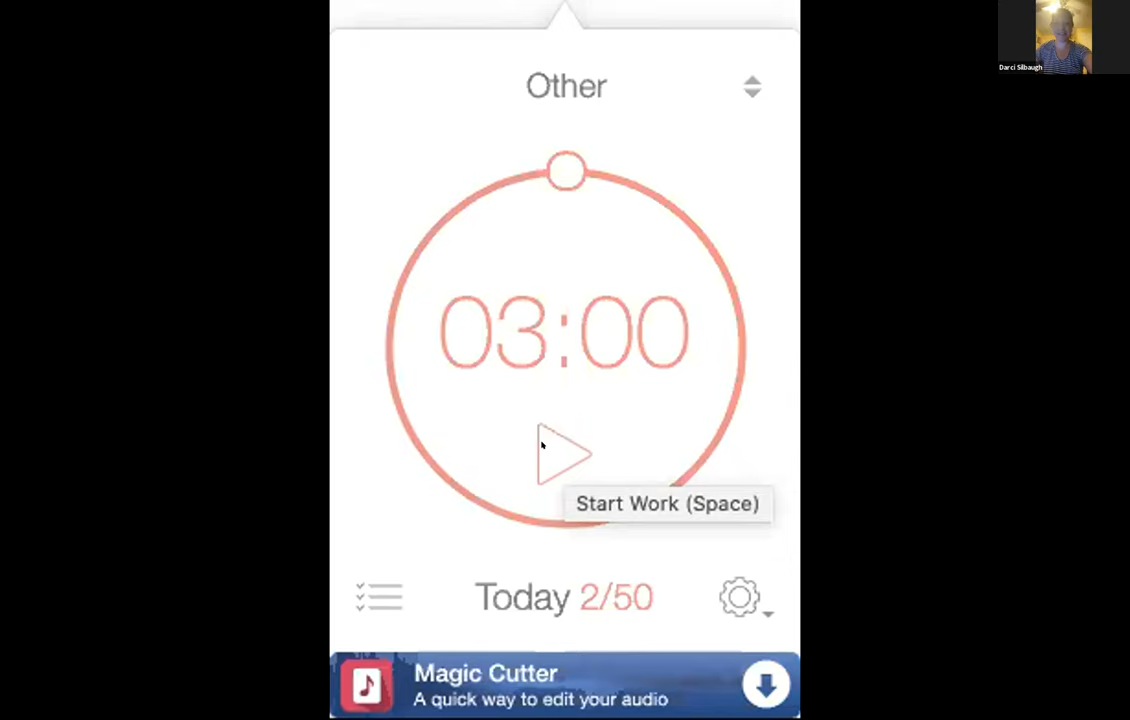 Darci Silbaugh
Other
03:00
Start Work (Space)
Today 2/50
Magic Cutter
A quick way to edit your audio